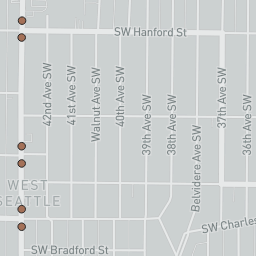 SW Hanford St
42nd Ave SW
41st Ave SW
Walnut Ave SW
40th Ave SW
39th Ave SW
38th Ave SW
Belvidere Ave SW
37th Ave SW
36th Ave SW
WEST
SEATTLE
SW Charles
SW Bradford St